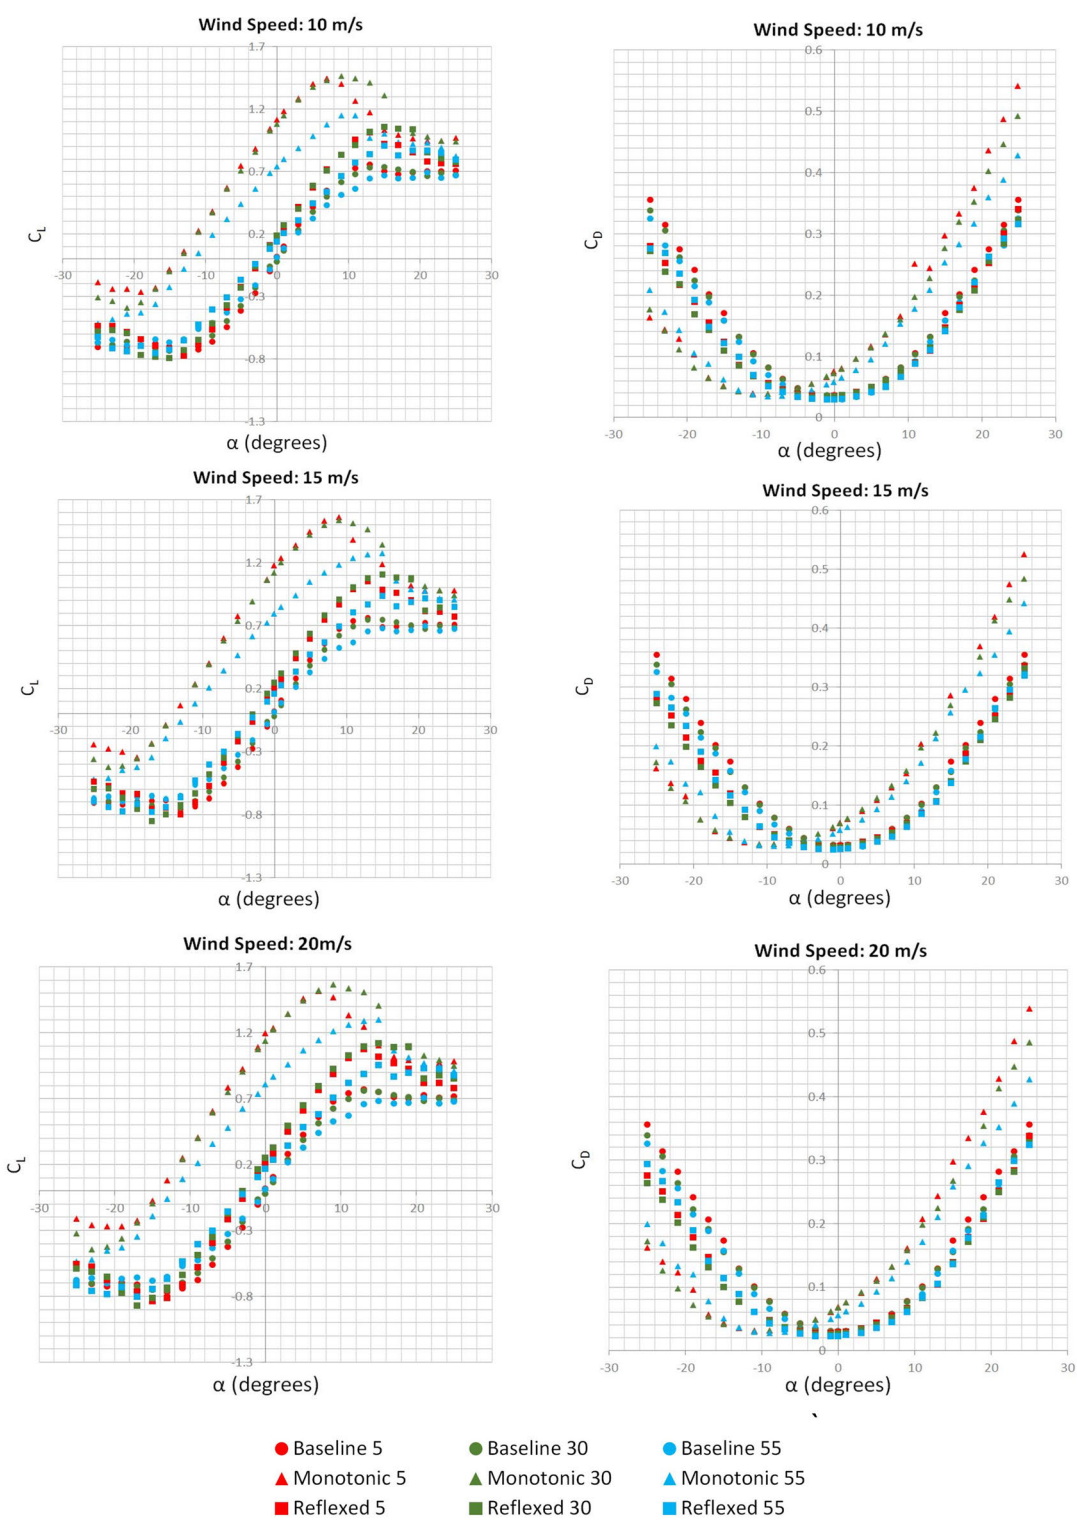 Wind Speed: 10 m/s
1.7
1.2
0.7
0.2
-30 -20 -10 0 10 20 30
-0.3
-0.8
-1.3
C_L
α (degrees)
Wind Speed: 10 m/s
0.6
0.5
0.4
0.3
0.2
0.1
0
-30 -20 -10 0 10 20 30
C_D
α (degrees)
Wind Speed: 15 m/s
1.7
1.2
0.7
0.2
-30 -20 -10 0 10 20 30
-0.3
-0.8
-1.3
C_L
α (degrees)
Wind Speed: 15 m/s
0.6
0.5
0.4
0.3
0.2
0.1
0
-30 -20 -10 0 10 20 30
C_D
α (degrees)
Wind Speed: 20m/s
1.7
1.2
0.7
0.2
-30 -20 -10 0 10 20 30
-0.3
-0.8
-1.3
C_L
α (degrees)
Wind Speed: 20 m/s
0.6
0.5
0.4
0.3
0.2
0.1
0
-30 -20 -10 0 10 20 30
C_D
α (degrees)
Baseline 5 Baseline 30 Baseline 55
Monotonic 5 Monotonic 30 Monotonic 55
Reflexed 5 Reflexed 30 Reflexed 55